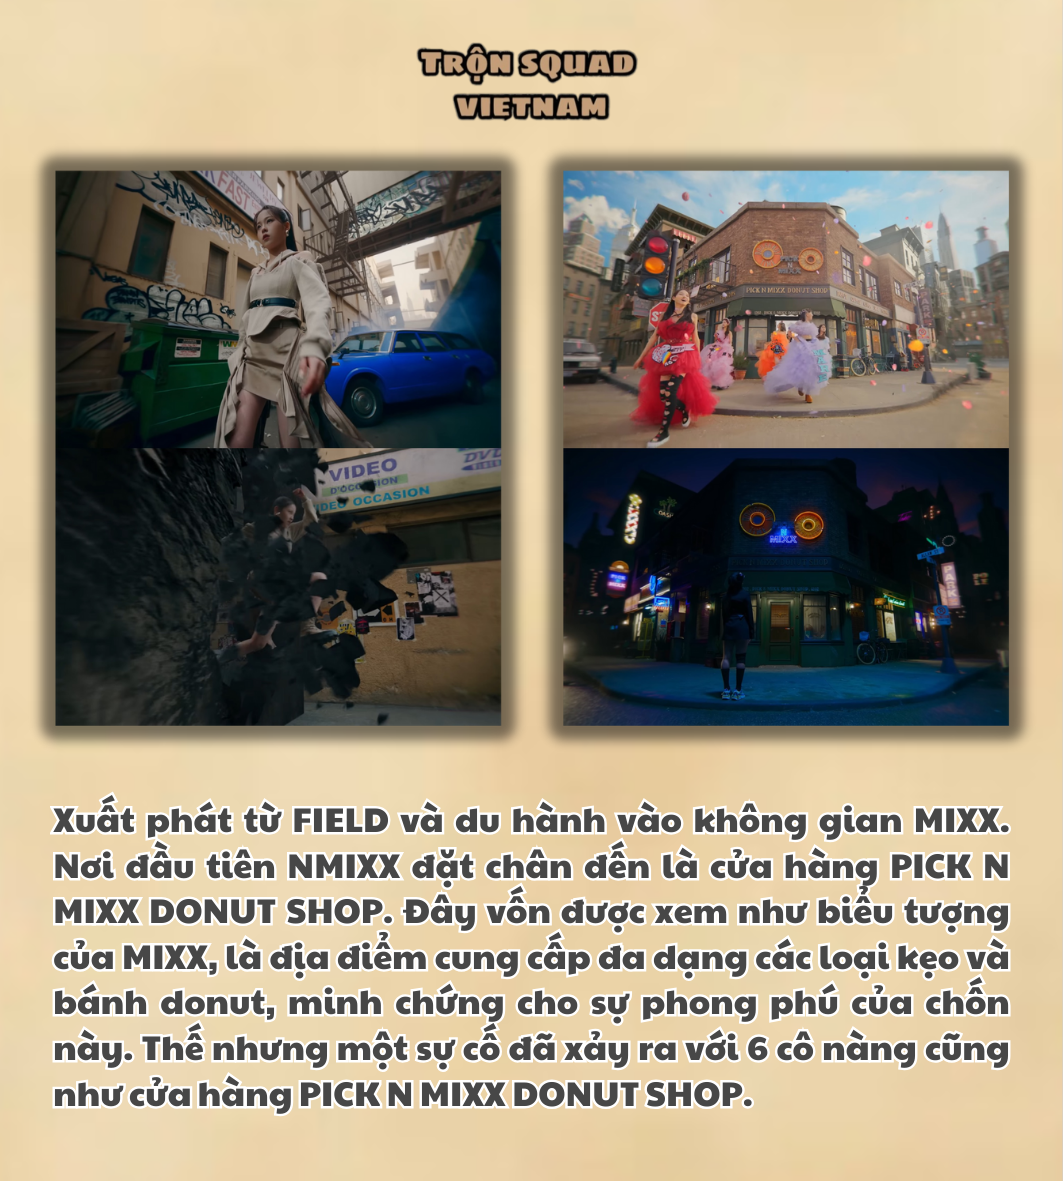 TRỘN SQUAD
VIETNAM
FAST
VIDEO
D'OCCASION
VIDEO OCCASION
DVD
PICK N MIXX DONUT SHOP
MIXX
Xuất phát từ FIELD và du hành vào không gian MIXX.
Nơi đầu tiên NMIXX đặt chân đến là cửa hàng PICK N
MIXX DONUT SHOP. Đây vốn được xem như biểu tượng
của MIXX, là địa điểm cung cấp đa dạng các loại kẹo và
bánh donut, minh chứng cho sự phong phú của chốn
này. Thế nhưng một sự cố đã xảy ra với 6 cô nàng cũng
như cửa hàng PICK N MIXX DONUT SHOP.